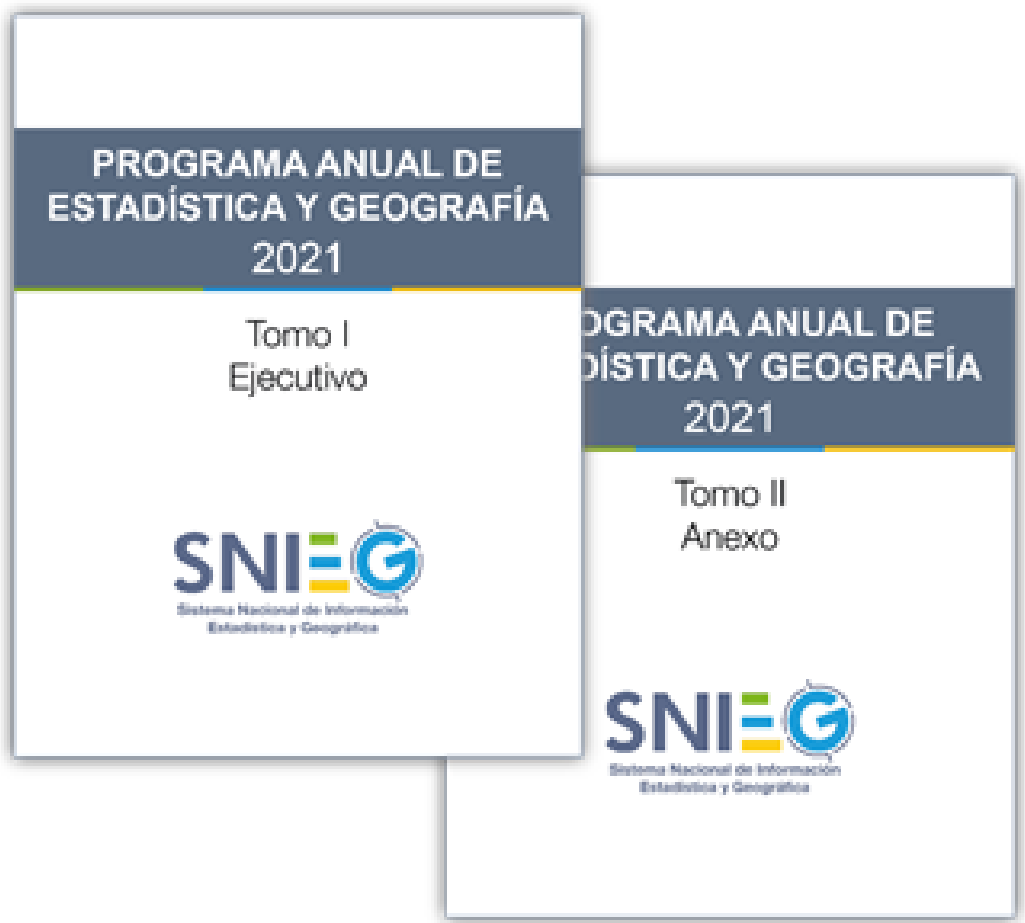 PROGRAMA ANUAL DE
ESTADÍSTICA Y GEOGRAFÍA
2021
Tomo I
Ejecutivo
SNIEG
Sistema Nacional de Información
Estadística y Geográfica
OGRAMA ANUAL DE
DÍSTICA Y GEOGRAFÍA
2021
Tomo II
Anexo
SNIEG
Sistema Nacional de Información
Estadística y Geográfica